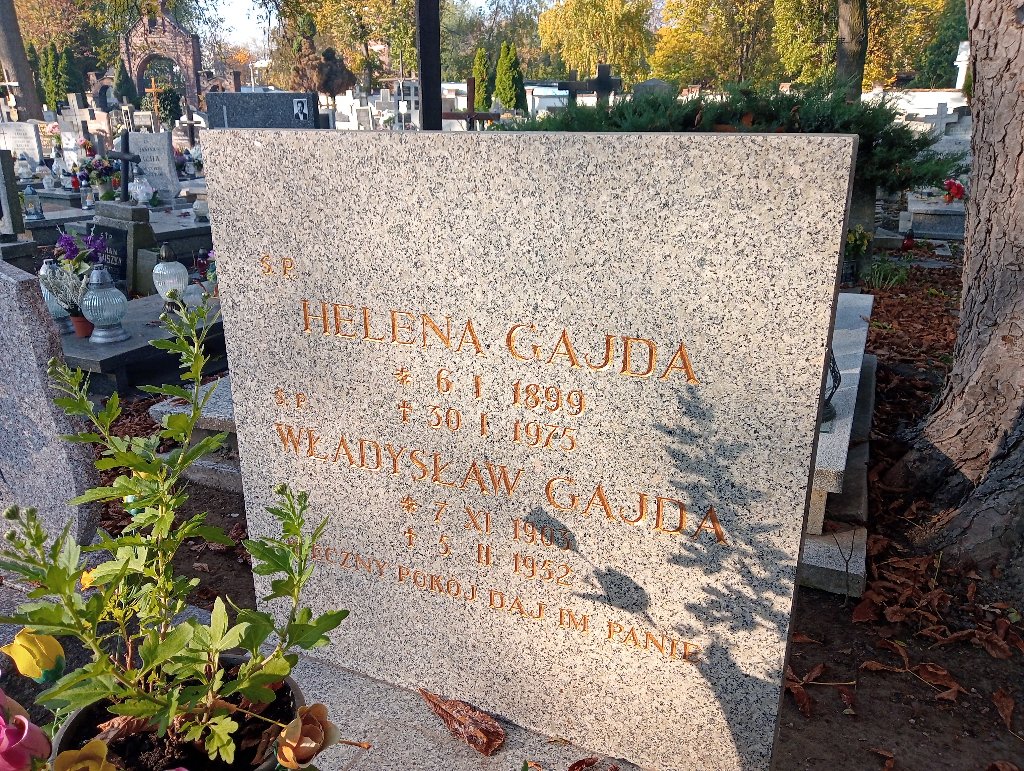 Ś. P.
HELENA GAJDA
* 6 I 1899
† 30 I 1975
Ś. P.
WŁADYSŁAW GAJDA
* 7 XI 1903
† 5 II 1952
WIECZNY POKÓJ DAJ IM PANIE